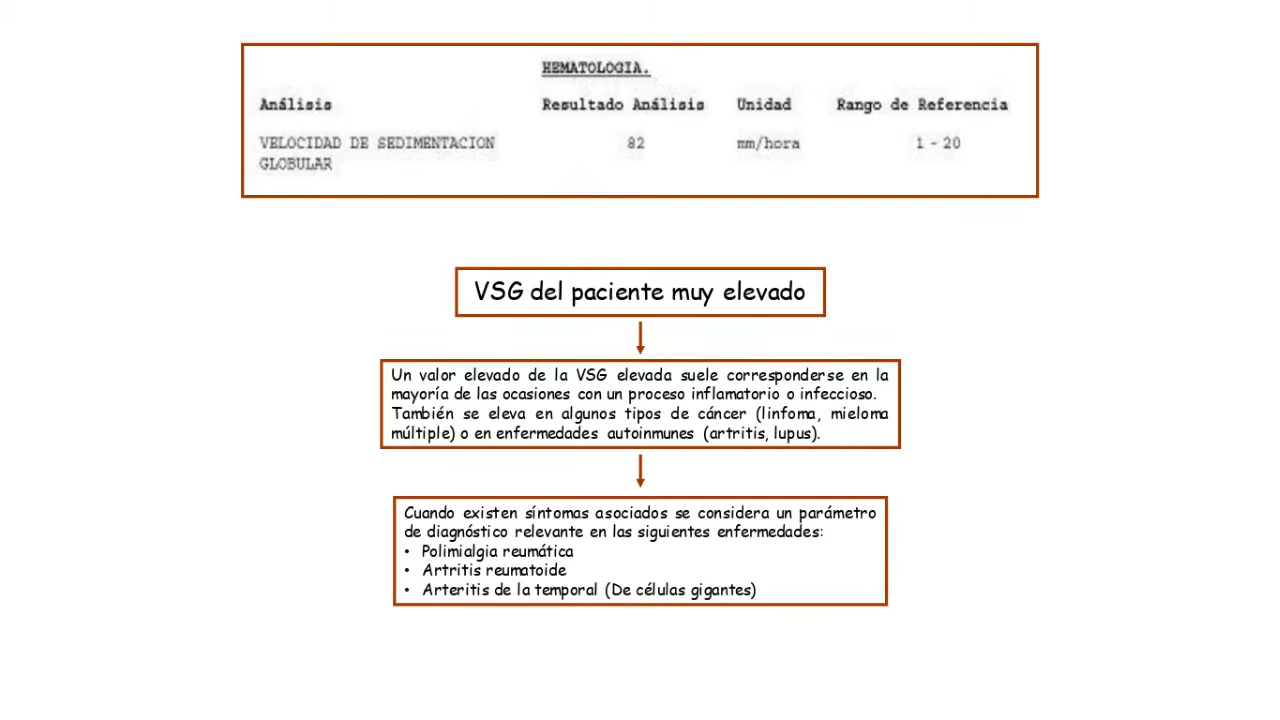 HEMATOLOGIA.
Análisis Resultado Análisis Unidad Rango de Referencia
VELOCIDAD DE SEDIMENTACION 82 mm/hora 1 - 20
GLOBULAR
VSG del paciente muy elevado
Un valor elevado de la VSG elevada suele corresponderse en la
mayoría de las ocasiones con un proceso inflamatorio o infeccioso.
También se eleva en algunos tipos de cáncer (linfoma, mieloma
múltiple) o en enfermedades autoinmunes (artritis, lupus).
Cuando existen síntomas asociados se considera un parámetro
de diagnóstico relevante en las siguientes enfermedades:
• Polimialgia reumática
• Artritis reumatoide
• Arteritis de la temporal (De células gigantes)